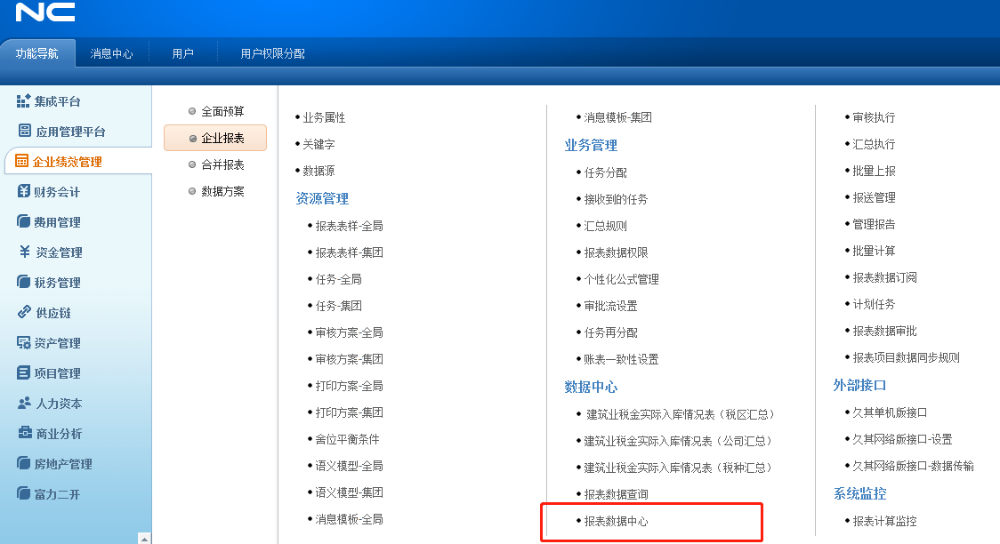 NC
功能导航
消息中心
用户
用户权限分配
集成平台
应用管理平台
企业绩效管理
财务会计
费用管理
资金管理
税务管理
供应链
资产管理
项目管理
人力资本
商业分析
房地产管理
富力二开
全面预算
企业报表
合并报表
数据方案
业务属性
关键字
数据源
资源管理
报表表样-全局
报表表样-集团
任务-全局
任务-集团
审核方案-全局
审核方案-集团
打印方案-全局
打印方案-集团
舍位平衡条件
语义模型-全局
语义模型-集团
消息模板-全局
消息模板-集团
业务管理
任务分配
接收到的任务
汇总规则
报表数据权限
个性化公式管理
审批流设置
任务再分配
账表一致性设置
数据中心
建筑业税金实际入库情况表（税区汇总）
建筑业税金实际入库情况表（公司汇总）
建筑业税金实际入库情况表（税种汇总）
报表数据查询
报表数据中心
审核执行
汇总执行
批量上报
报送管理
管理报告
批量计算
报表数据订阅
计划任务
报表数据审批
报表项目数据同步规则
外部接口
久其单机版接口
久其网络版接口-设置
久其网络版接口-数据传输
系统监控
报表计算监控